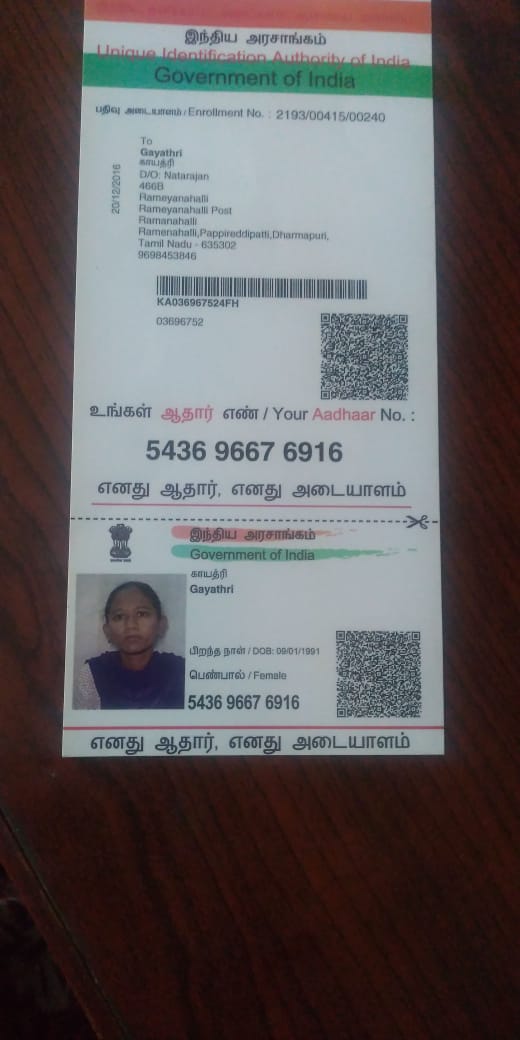 இந்திய அரசாங்கம்
Unique Identification Authority of India
Government of India
பதிவு அடையாளம் / Enrollment No. : 2193/00415/00240
20/12/2016
To
Gayathri
காயத்ரி
D/O: Natarajan
466B
Rameyanahalli
Rameyanahalli Post
Ramanahalli
Ramenahalli,Pappireddipatti,Dharmapuri,
Tamil Nadu - 635302
9698453846
KA036967524FH
03696752
உங்கள் ஆதார் எண் / Your Aadhaar No. :
5436 9667 6916
எனது ஆதார், எனது அடையாளம்
இந்திய அரசாங்கம்
Government of India
காயத்ரி
Gayathri
பிறந்த நாள் / DOB: 09/01/1991
பெண்பால் / Female
5436 9667 6916
எனது ஆதார், எனது அடையாளம்